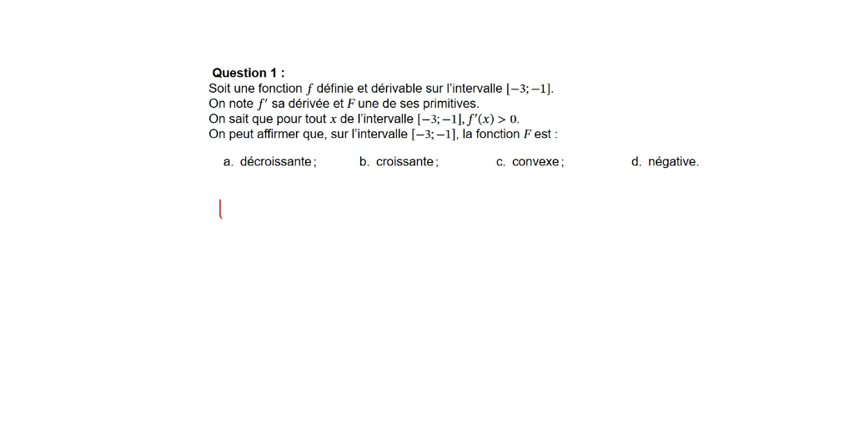 Question 1 :
Soit une fonction f définie et dérivable sur l'intervalle [−3; −1].
On note f′ sa dérivée et F une de ses primitives.
On sait que pour tout x de l'intervalle [−3; −1], f′(x) > 0.
On peut affirmer que, sur l'intervalle [−3; −1], la fonction F est :
a. décroissante ; b. croissante ; c. convexe ; d. négative.